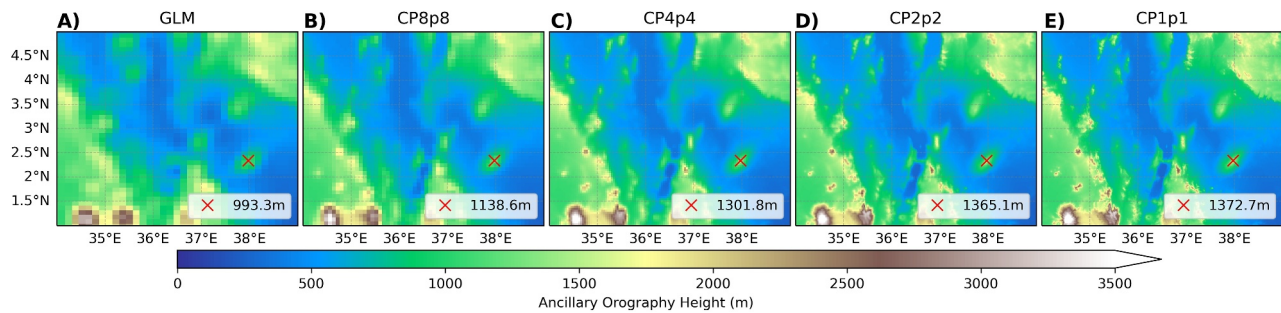 A) GLM
B) CP8p8
C) CP4p4
D) CP2p2
E) CP1p1
4.5°N
4°N
3.5°N
3°N
2.5°N
2°N
1.5°N
993.3m
1138.6m
1301.8m
1365.1m
1372.7m
35°E 36°E 37°E 38°E
35°E 36°E 37°E 38°E
35°E 36°E 37°E 38°E
35°E 36°E 37°E 38°E
35°E 36°E 37°E 38°E
0 500 1000 1500 2000 2500 3000 3500
Ancillary Orography Height (m)